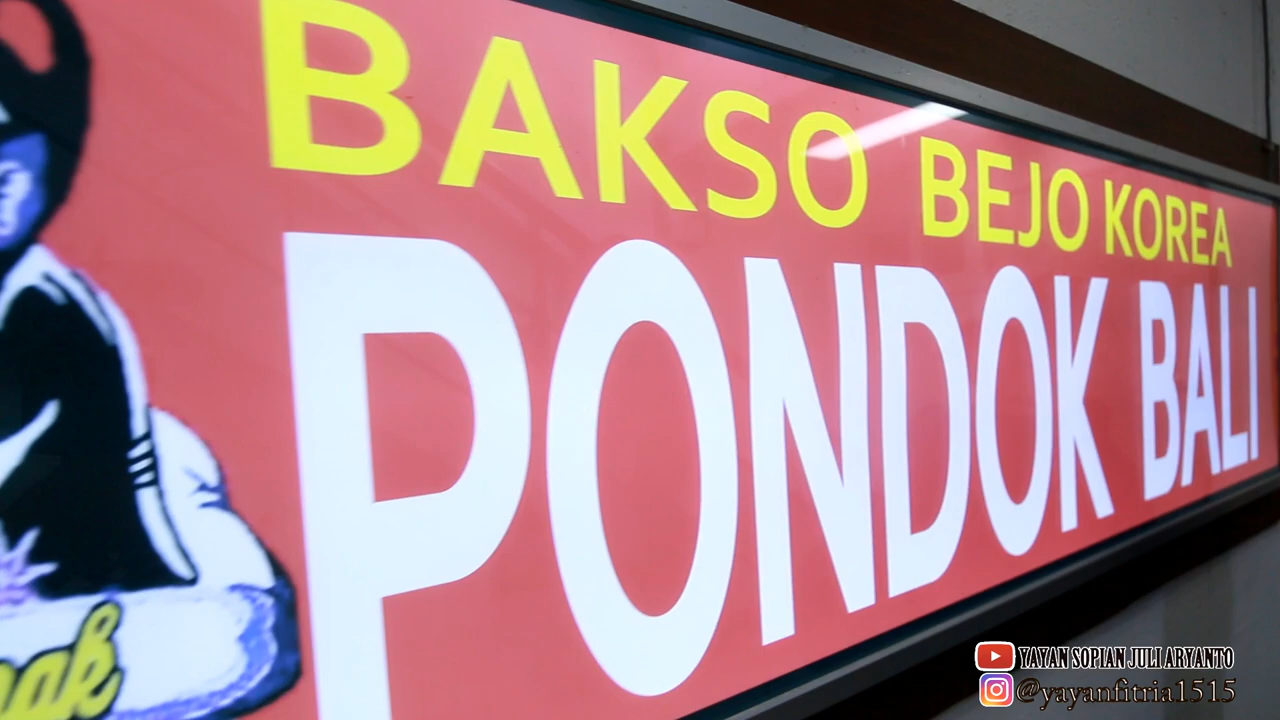 BAKSO BEJO KOREA
PONDOK BALI
YAYAN SOPIAN JULI ARYANTO
@yayanfitria1515